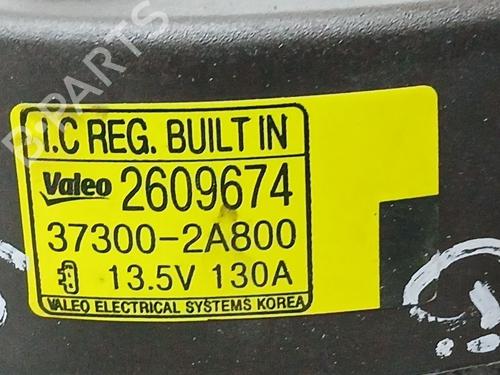 B-PARTS
I.C REG. BUILT IN
Valeo 2609674
37300-2A800
13.5V 130A
VALEO ELECTRICAL SYSTEMS KOREA